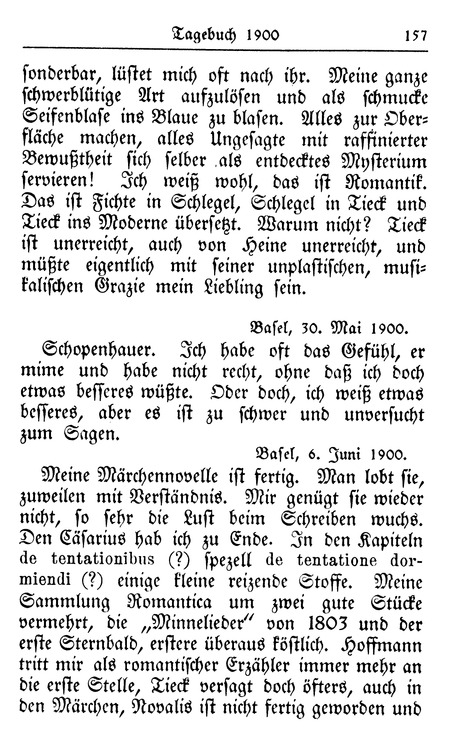 Tagebuch 1900 157
sonderbar, lüstet mich oft nach ihr. Meine ganze
schwerblütige Art aufzulösen und als schmucke
Seifenblase ins Blaue zu blasen. Alles zur Ober-
fläche machen, alles Ungesagte mit raffinierter
Bewußtheit sich selber als entdecktes Mysterium
servieren! Ich weiß wohl, das ist Romantik.
Das ist Fichte in Schlegel, Schlegel in Tieck und
Tieck ins Moderne übersetzt. Warum nicht? Tieck
ist unerreicht, auch von Heine unerreicht, und
müßte eigentlich mit seiner unplastischen, musi-
kalischen Grazie mein Liebling sein.
Basel, 30. Mai 1900.
Schopenhauer. Ich habe oft das Gefühl, er
mime und habe nicht recht, ohne daß ich doch
etwas besseres wüßte. Oder doch, ich weiß etwas
besseres, aber es ist zu schwer und unversucht
zum Sagen.
Basel, 6. Juni 1900.
Meine Märchennovelle ist fertig. Man lobt sie,
zuweilen mit Verständnis. Mir genügt sie wieder
nicht, so sehr die Lust beim Schreiben wuchs.
Den Cäsarius hab ich zu Ende. In den Kapiteln
de tentationibus (?) spezell de tentatione dor-
miendi (?) einige kleine reizende Stoffe. Meine
Sammlung Romantica um zwei gute Stücke
vermehrt, die „Minnelieder“ von 1803 und der
erste Sternbald, erstere überaus köstlich. Hoffmann
tritt mir als romantischer Erzähler immer mehr an
die erste Stelle, Tieck versagt doch öfters, auch in
den Märchen, Novalis ist nicht fertig geworden und